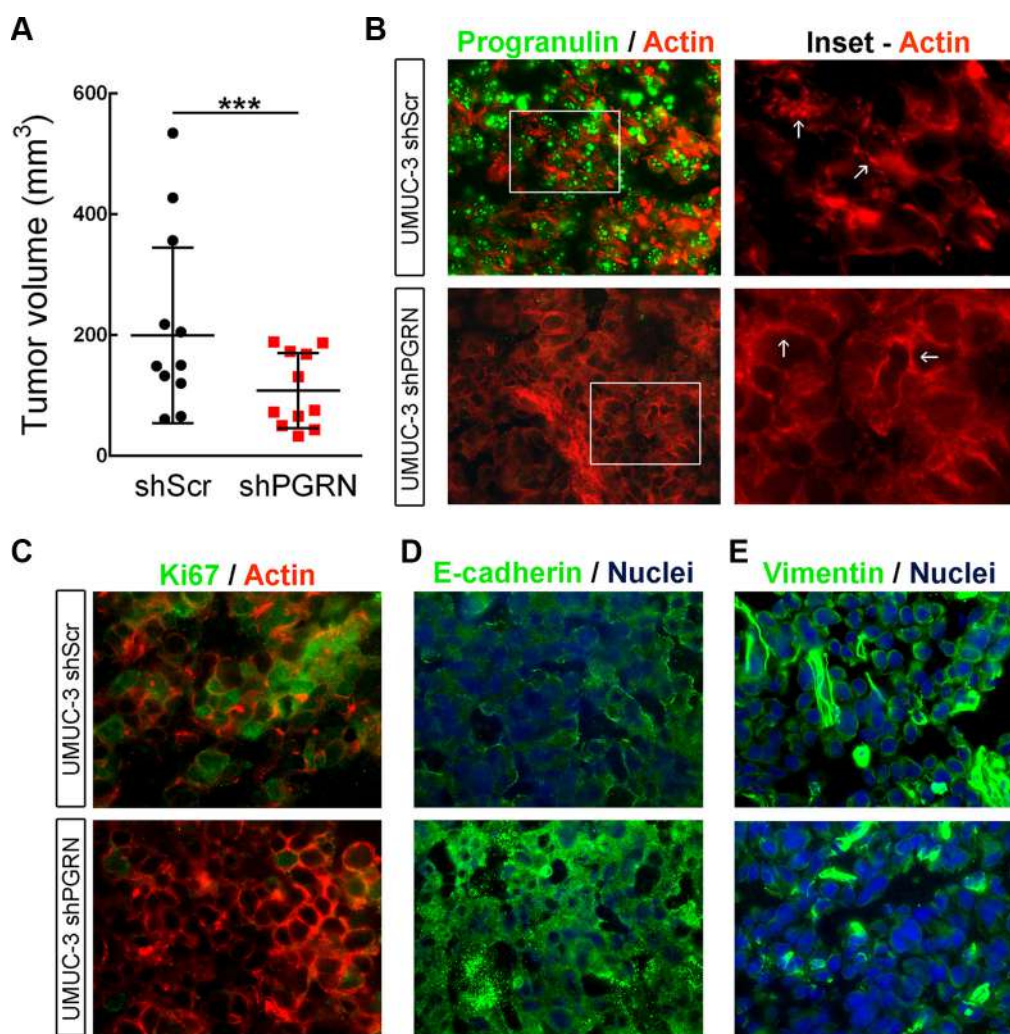 A
Tumor volume (mm³)
600
400
200
0
***
shScr
shPGRN
B
Progranulin / Actin
Inset - Actin
UMUC-3 shScr
UMUC-3 shPGRN
C
Ki67 / Actin
UMUC-3 shScr
UMUC-3 shPGRN
D
E-cadherin / Nuclei
E
Vimentin / Nuclei